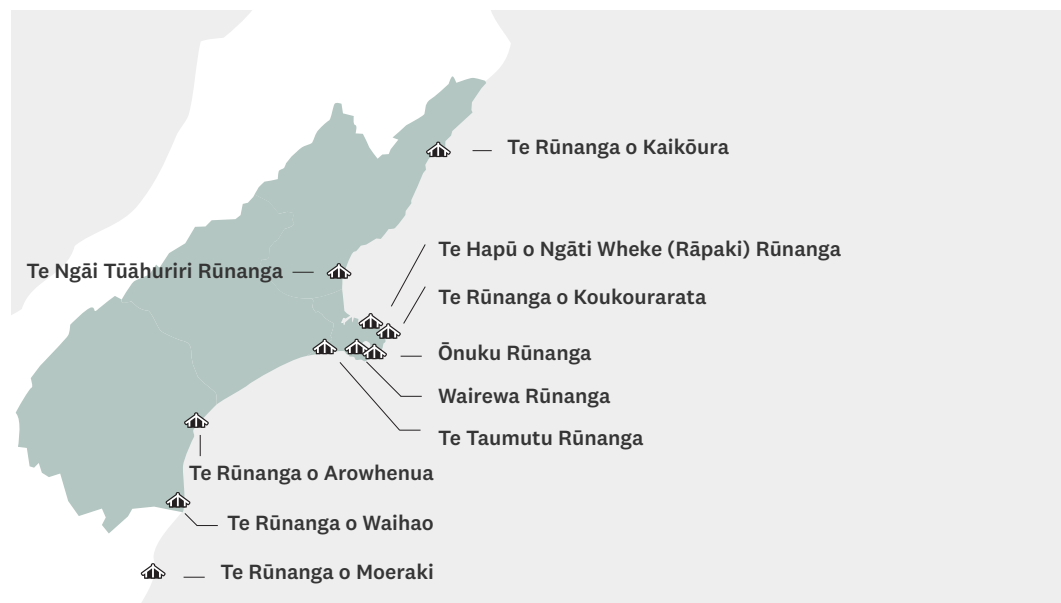 Te Rūnanga o Kaikōura
Te Hapū o Ngāti Wheke (Rāpaki) Rūnanga
Te Ngāi Tūāhuriri Rūnanga
Te Rūnanga o Koukourarata
Ōnuku Rūnanga
Wairewa Rūnanga
Te Taumutu Rūnanga
Te Rūnanga o Arowhenua
Te Rūnanga o Waihao
Te Rūnanga o Moeraki